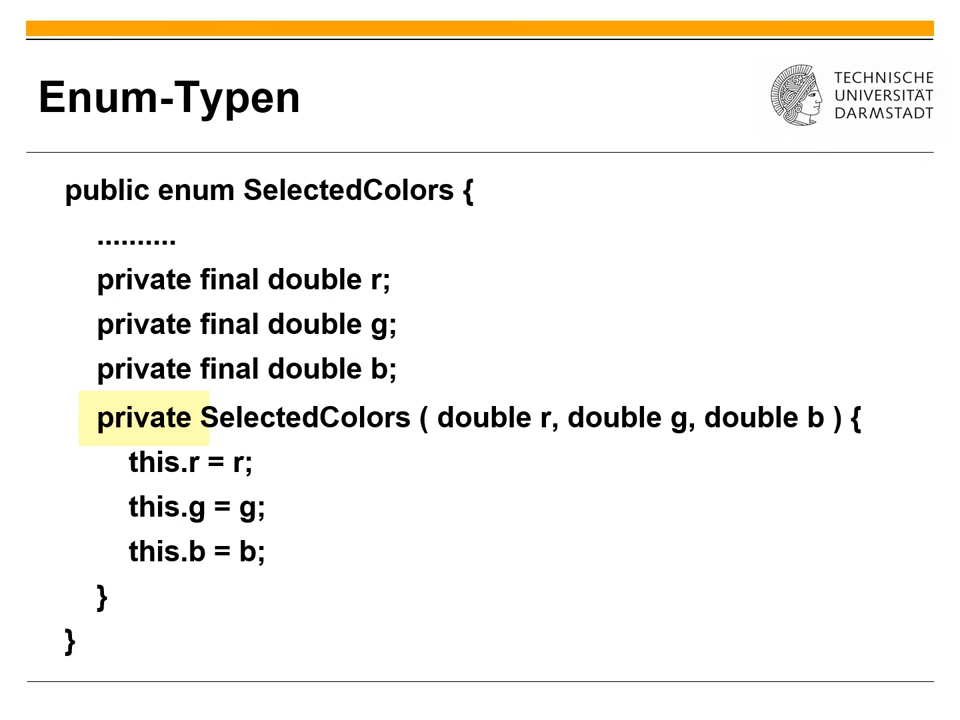 Enum-Typen
TECHNISCHE
UNIVERSITÄT
DARMSTADT
public enum SelectedColors {
..........
private final double r;
private final double g;
private final double b;
private SelectedColors ( double r, double g, double b ) {
this.r = r;
this.g = g;
this.b = b;
}
}